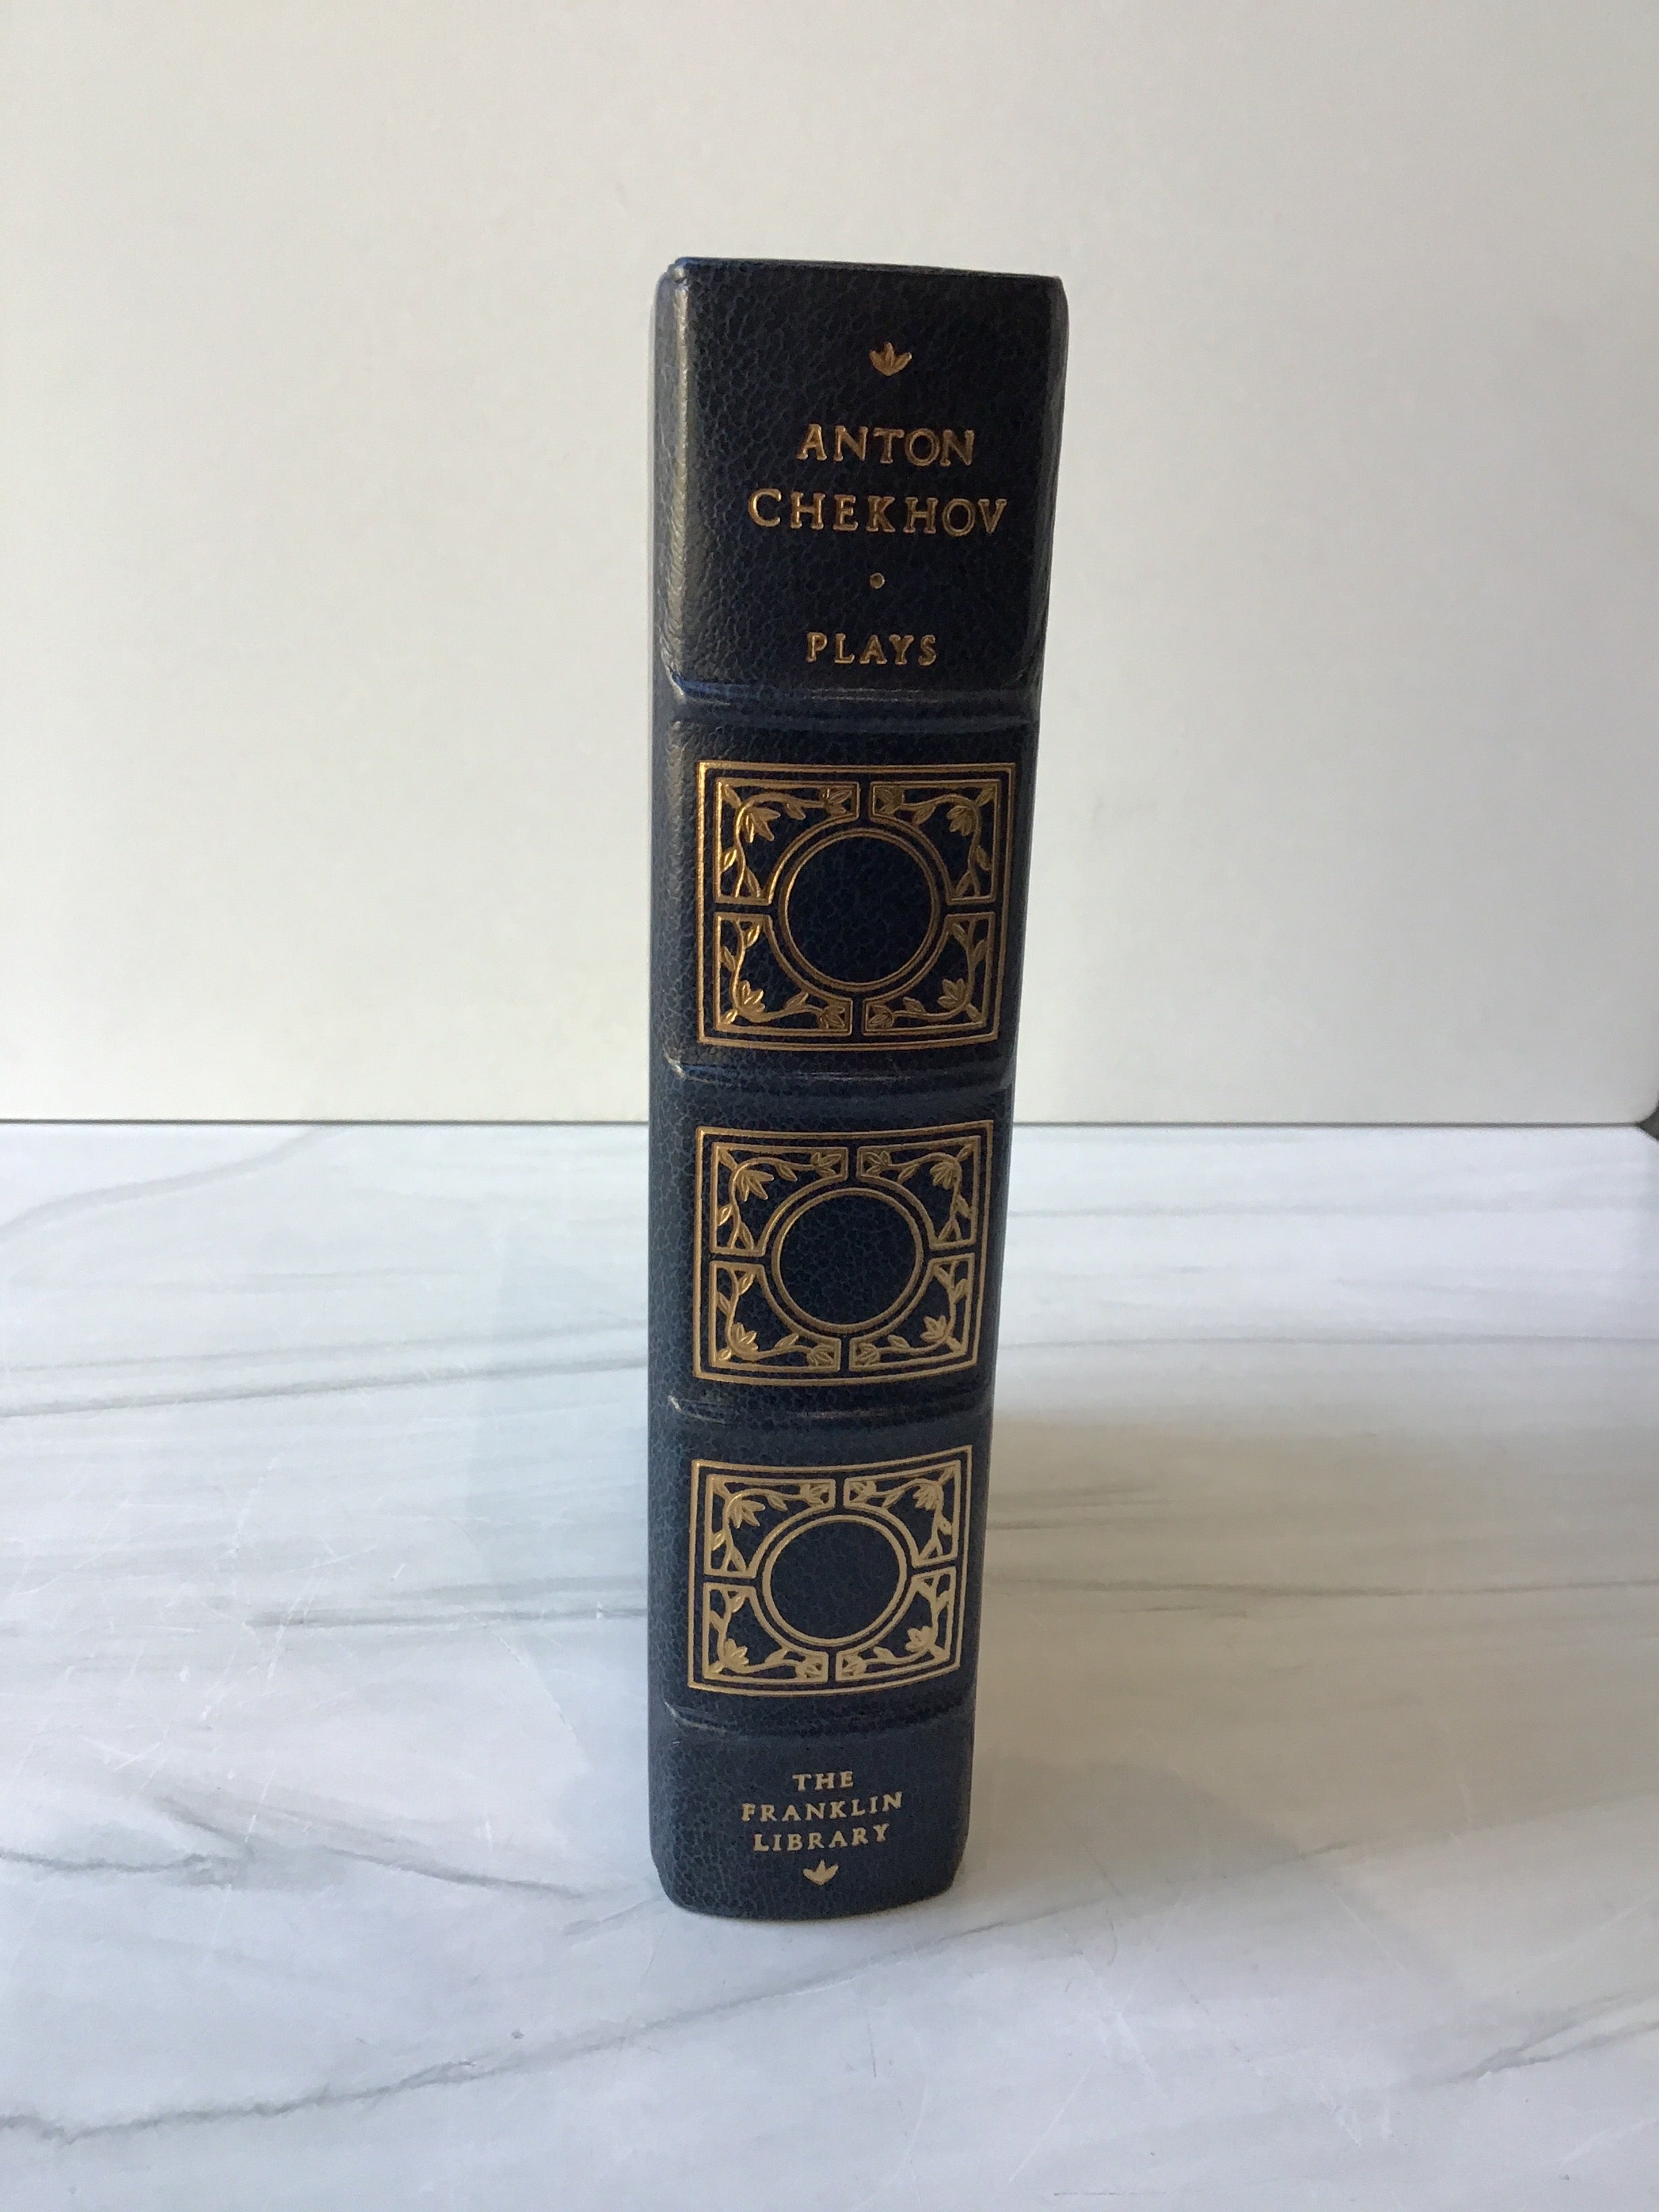 ANTON
CHEKHOV
•
PLAYS
THE
FRANKLIN
LIBRARY